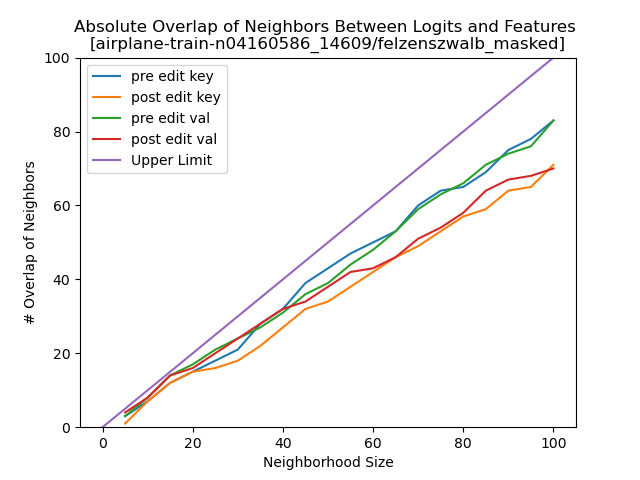 Absolute Overlap of Neighbors Between Logits and Features
[airplane-train-n04160586_14609/felzenszwalb_masked]
100
80
60
40
20
0
# Overlap of Neighbors
pre edit key
post edit key
pre edit val
post edit val
Upper Limit
0 20 40 60 80 100
Neighborhood Size